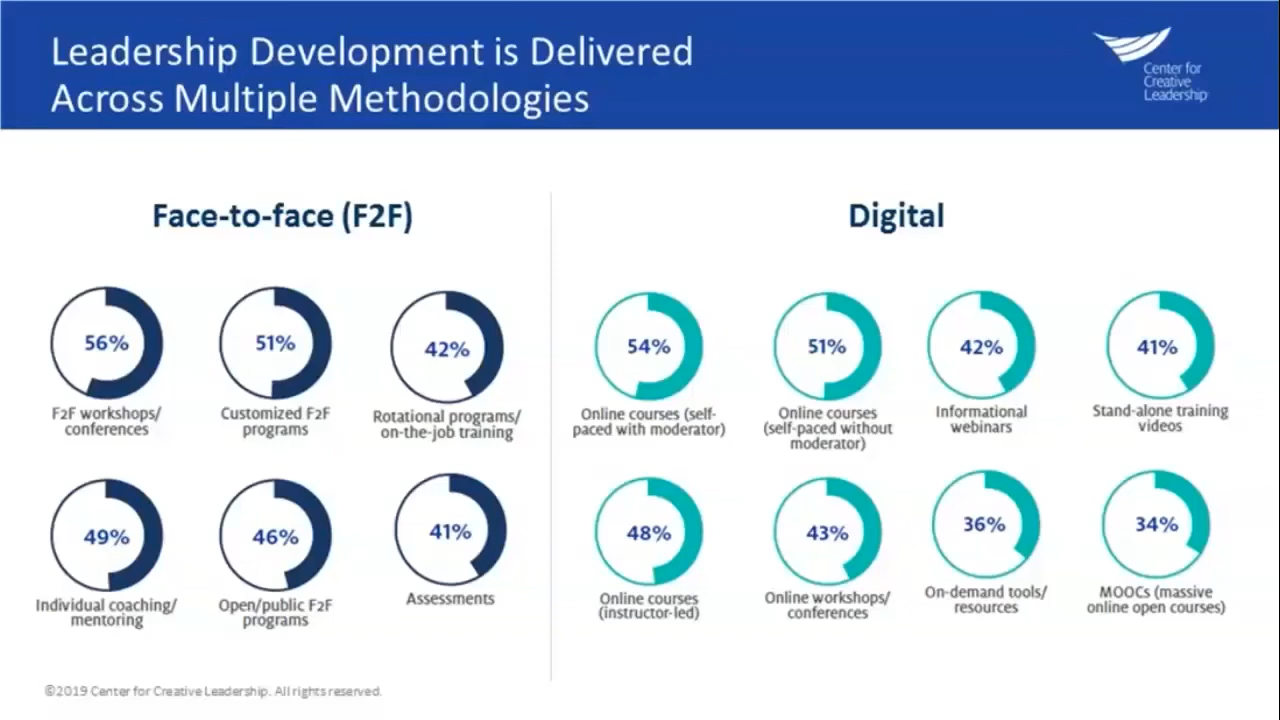 Leadership Development is Delivered
Across Multiple Methodologies
Center for
Creative
Leadership
Face-to-face (F2F)
56%
F2F workshops/
conferences
51%
Customized F2F
programs
42%
Rotational programs/
on-the-job training
49%
Individual coaching/
mentoring
46%
Open/public F2F
programs
41%
Assessments
Digital
54%
Online courses (self-
paced with moderator)
51%
Online courses
(self-paced without
moderator)
42%
Informational
webinars
41%
Stand-alone training
videos
48%
Online courses
(instructor-led)
43%
Online workshops/
conferences
36%
On-demand tools/
resources
34%
MOOCs (massive
online open courses)
©2019 Center for Creative Leadership. All rights reserved.